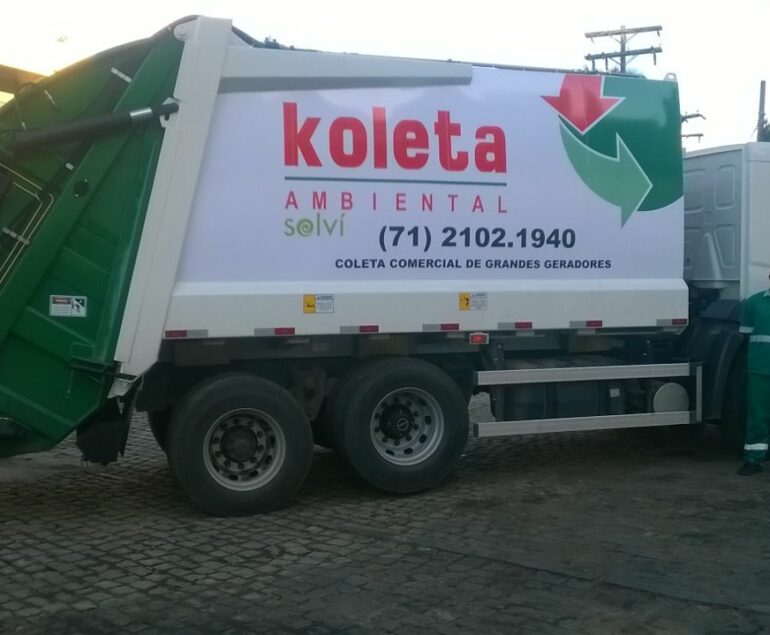 koleta
AMBIENTAL
solví
(71) 2102.1940
COLETA COMERCIAL DE GRANDES GERADORES